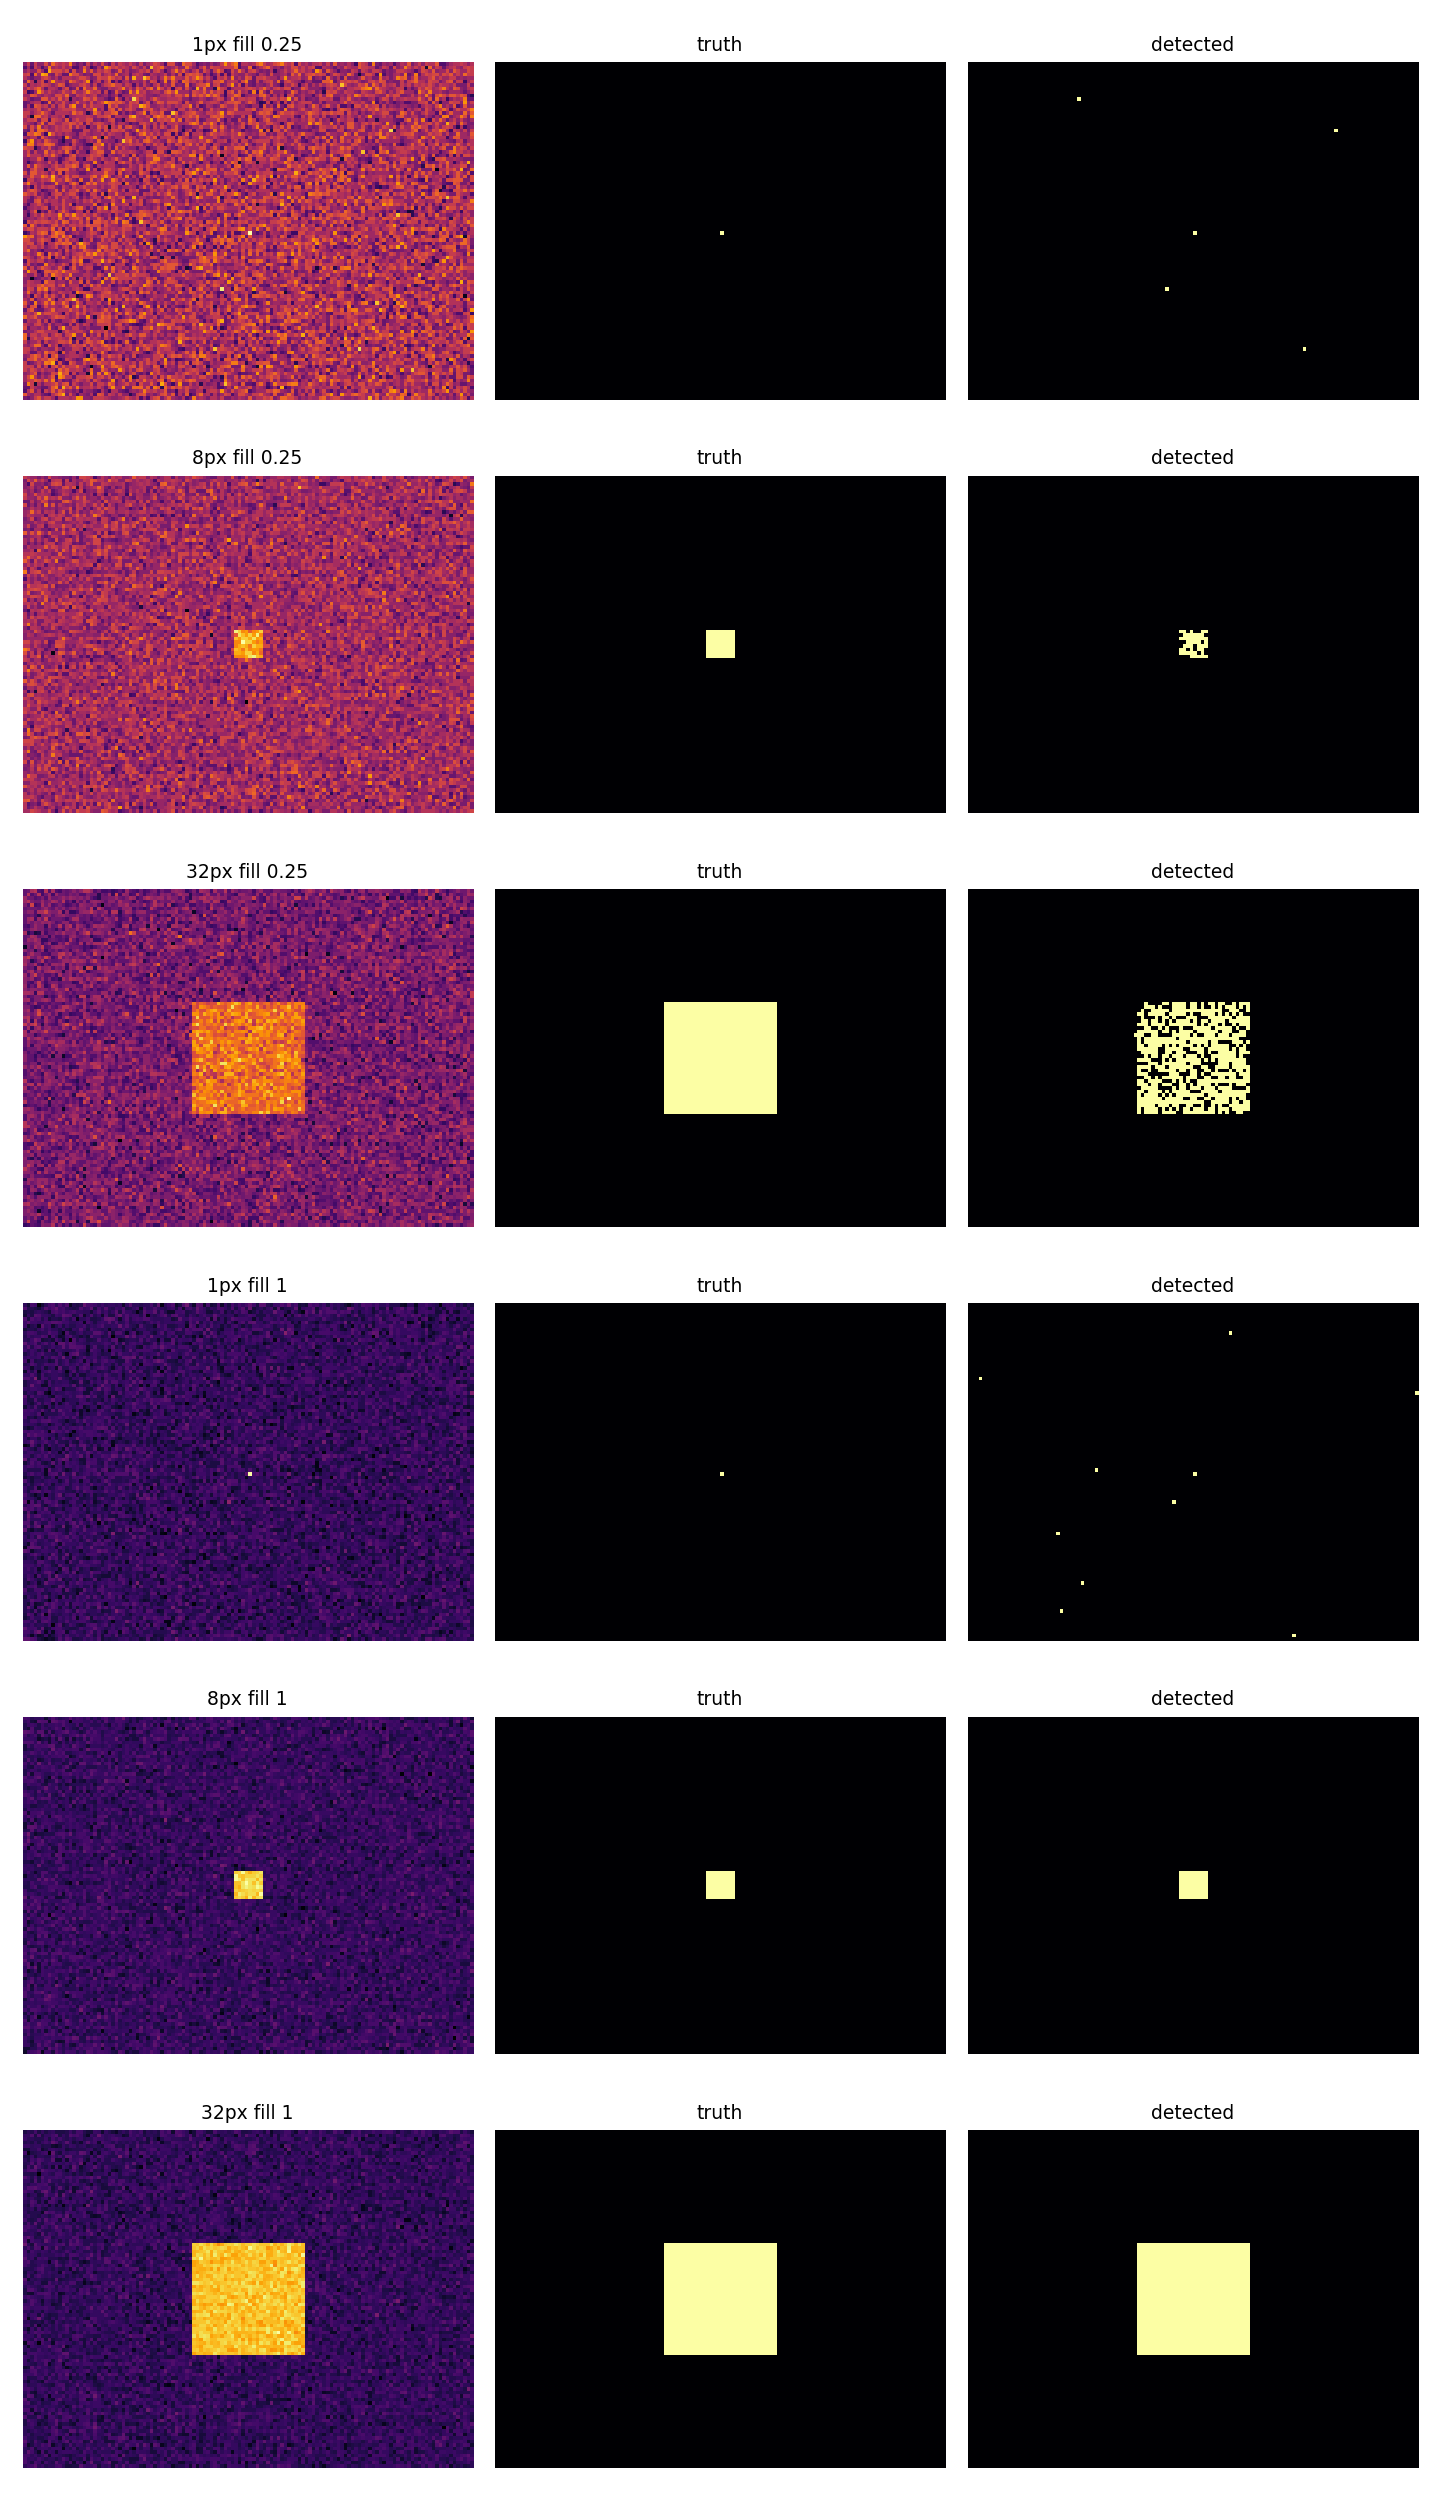 1px fill 0.25
truth
detected
8px fill 0.25
truth
detected
32px fill 0.25
truth
detected
1px fill 1
truth
detected
8px fill 1
truth
detected
32px fill 1
truth
detected